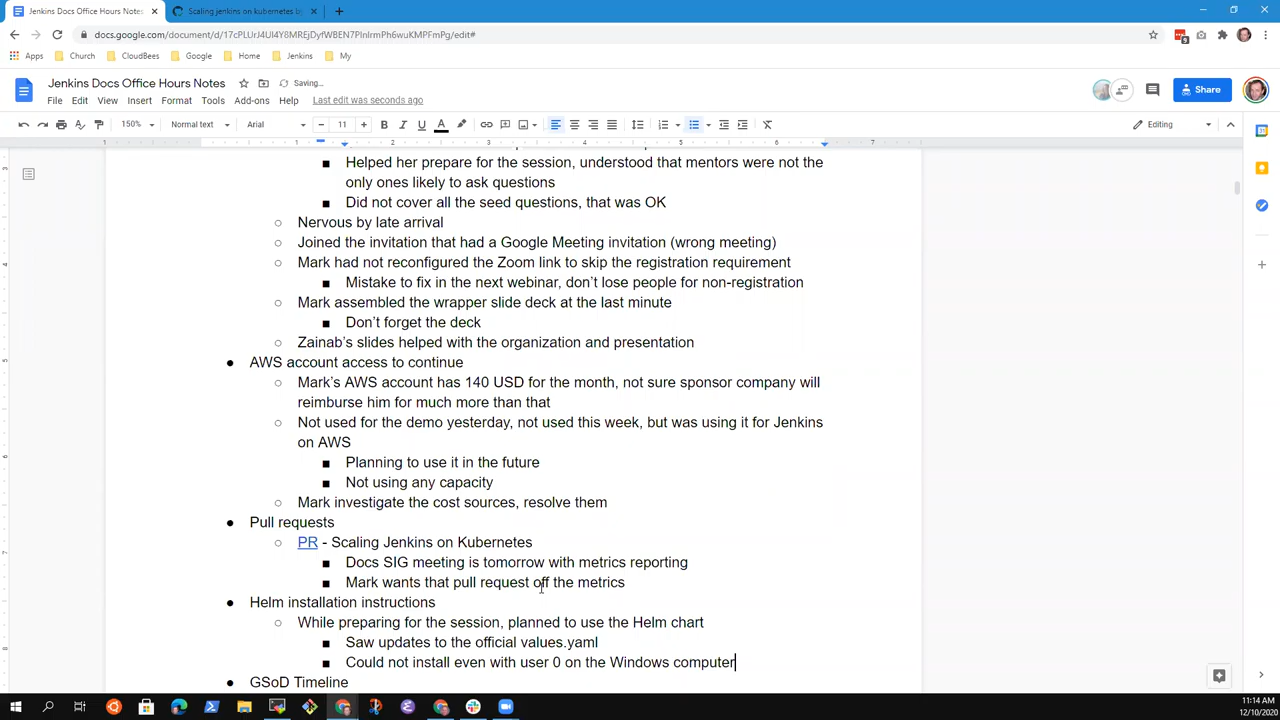 Jenkins Docs Office Hours Notes
Scaling jenkins on kubernetes by
docs.google.com/document/d/17cPLUrJ4UI4Y8MREjDyfWBEN7PInIrmPh6wuKMPFmPg/edit#
Apps Church CloudBees Google Home Jenkins My
Jenkins Docs Office Hours Notes Saving...
File Edit View Insert Format Tools Add-ons Help Last edit was seconds ago
Share
150% Normal text Arial 11 Editing
1 1 2 3 4 5 6 7
Helped her prepare for the session, understood that mentors were not the
only ones likely to ask questions
Did not cover all the seed questions, that was OK
Nervous by late arrival
Joined the invitation that had a Google Meeting invitation (wrong meeting)
Mark had not reconfigured the Zoom link to skip the registration requirement
Mistake to fix in the next webinar, don't lose people for non-registration
Mark assembled the wrapper slide deck at the last minute
Don't forget the deck
Zainab's slides helped with the organization and presentation
AWS account access to continue
Mark's AWS account has 140 USD for the month, not sure sponsor company will
reimburse him for much more than that
Not used for the demo yesterday, not used this week, but was using it for Jenkins
on AWS
Planning to use it in the future
Not using any capacity
Mark investigate the cost sources, resolve them
Pull requests
PR - Scaling Jenkins on Kubernetes
Docs SIG meeting is tomorrow with metrics reporting
Mark wants that pull request off the metrics
Helm installation instructions
While preparing for the session, planned to use the Helm chart
Saw updates to the official values.yaml
Could not install even with user 0 on the Windows computer
GSoD Timeline
11:14 AM
12/10/2020